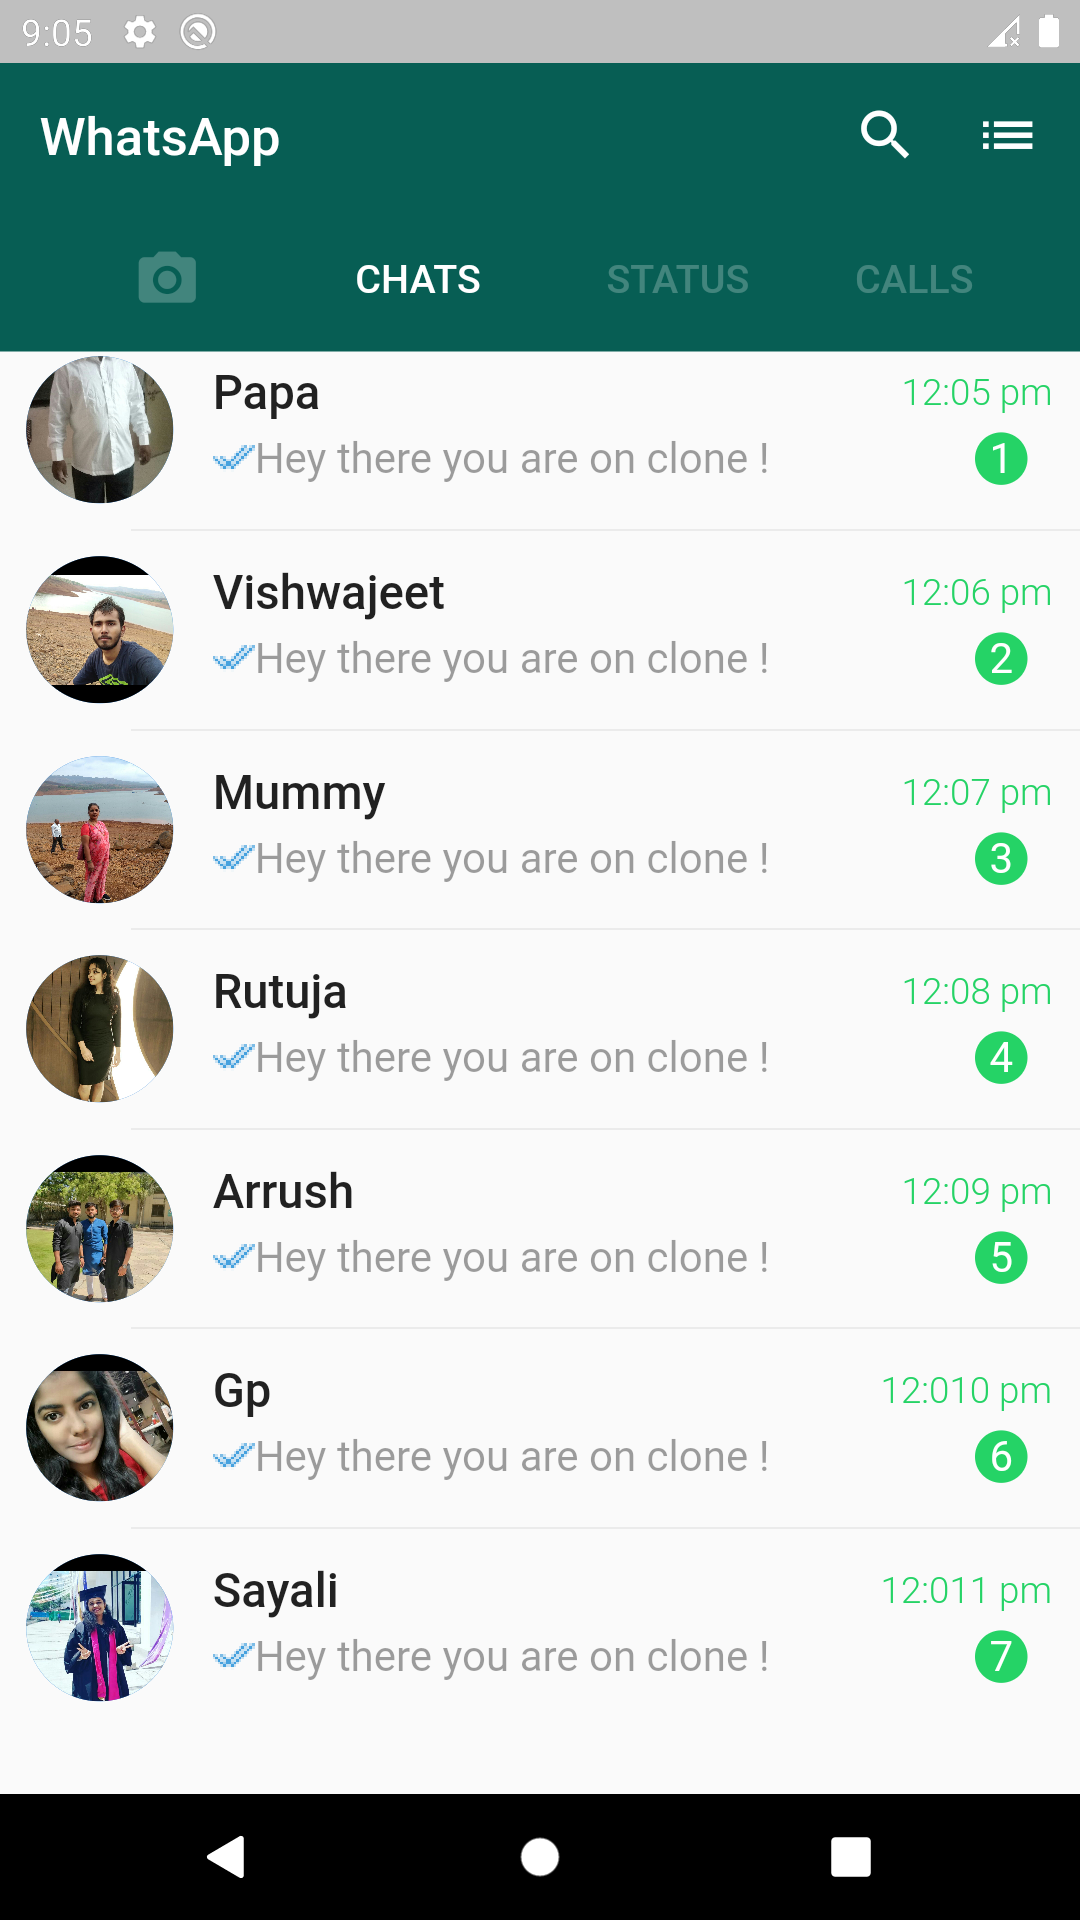 9:05
WhatsApp
CHATS STATUS CALLS
Papa 12:05 pm
Hey there you are on clone ! 1
Vishwajeet 12:06 pm
Hey there you are on clone ! 2
Mummy 12:07 pm
Hey there you are on clone ! 3
Rutuja 12:08 pm
Hey there you are on clone ! 4
Arrush 12:09 pm
Hey there you are on clone ! 5
Gp 12:010 pm
Hey there you are on clone ! 6
Sayali 12:011 pm
Hey there you are on clone ! 7